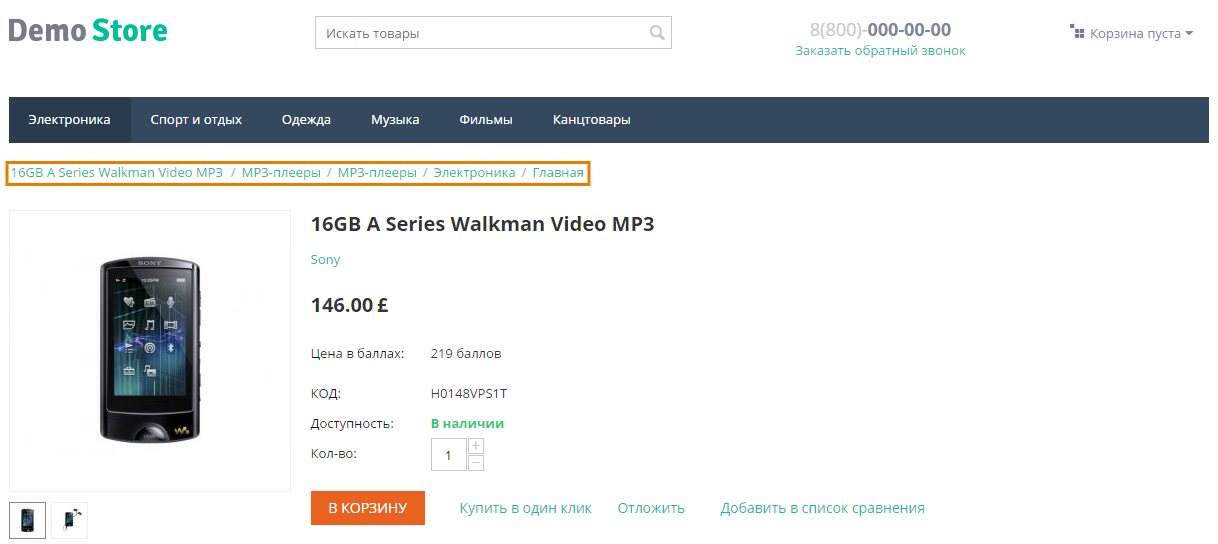 Demo Store
Искать товары
8(800)-000-00-00
Заказать обратный звонок
Корзина пуста
Электроника Спорт и отдых Одежда Музыка Фильмы Канцтовары
16GB A Series Walkman Video MP3 / MP3-плееры / MP3-плееры / Электроника / Главная
SONY
16GB A Series Walkman Video MP3
Sony
146.00 £
Цена в баллах: 219 баллов
КОД: H0148VPS1T
Доступность: В наличии
Кол-во: 1
+
−
В КОРЗИНУ Купить в один клик Отложить Добавить в список сравнения